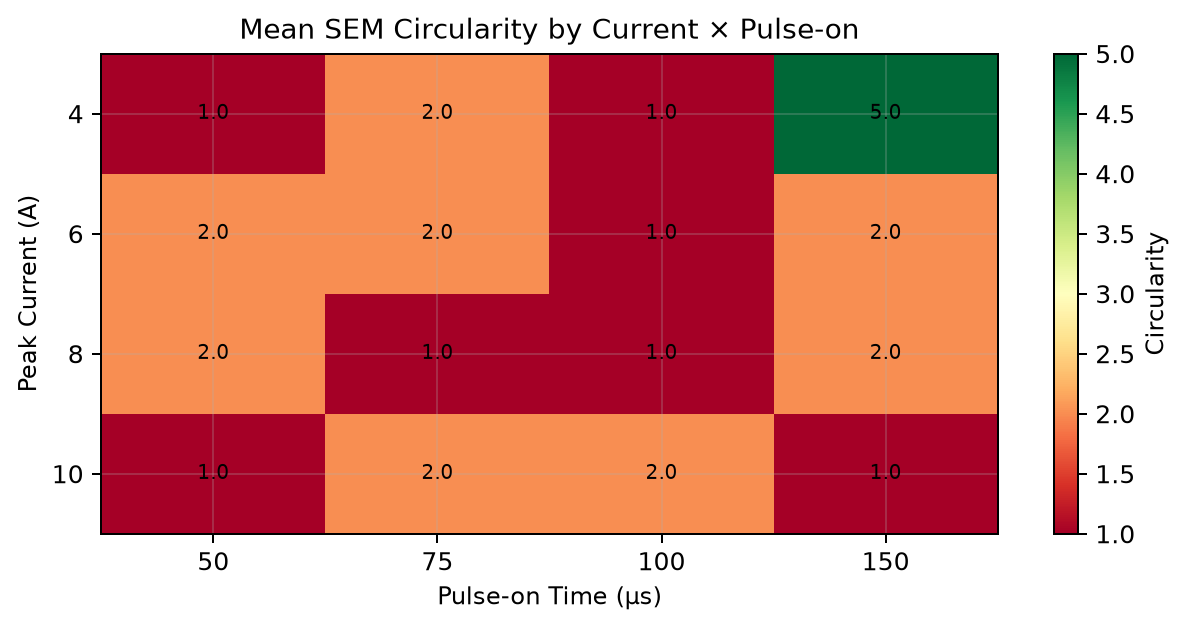 Mean SEM Circularity by Current × Pulse-on
Peak Current (A)
4 1.0 2.0 1.0 5.0
6 2.0 2.0 1.0 2.0
8 2.0 1.0 1.0 2.0
10 1.0 2.0 2.0 1.0
50 75 100 150
Pulse-on Time (μs)
5.0
4.5
4.0
3.5
3.0
2.5
2.0
1.5
1.0
Circularity